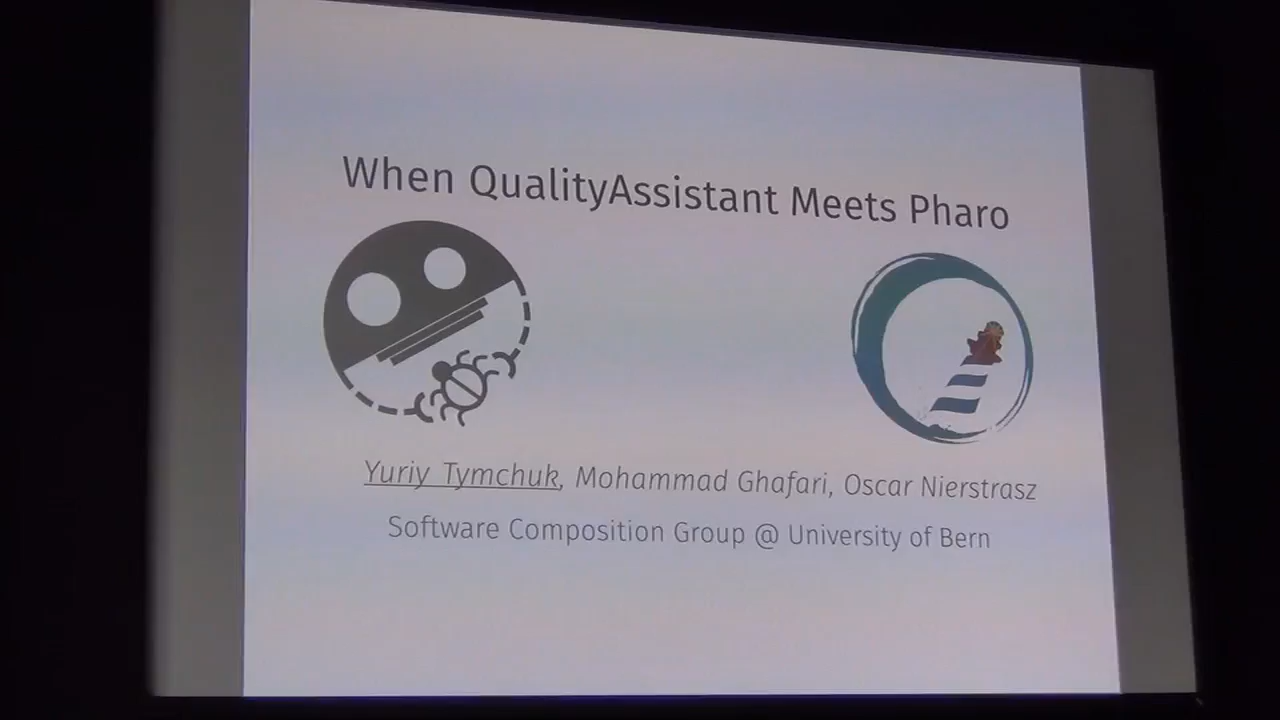 When QualityAssistant Meets Pharo
Yuriy Tymchuk, Mohammad Ghafari, Oscar Nierstrasz
Software Composition Group @ University of Bern